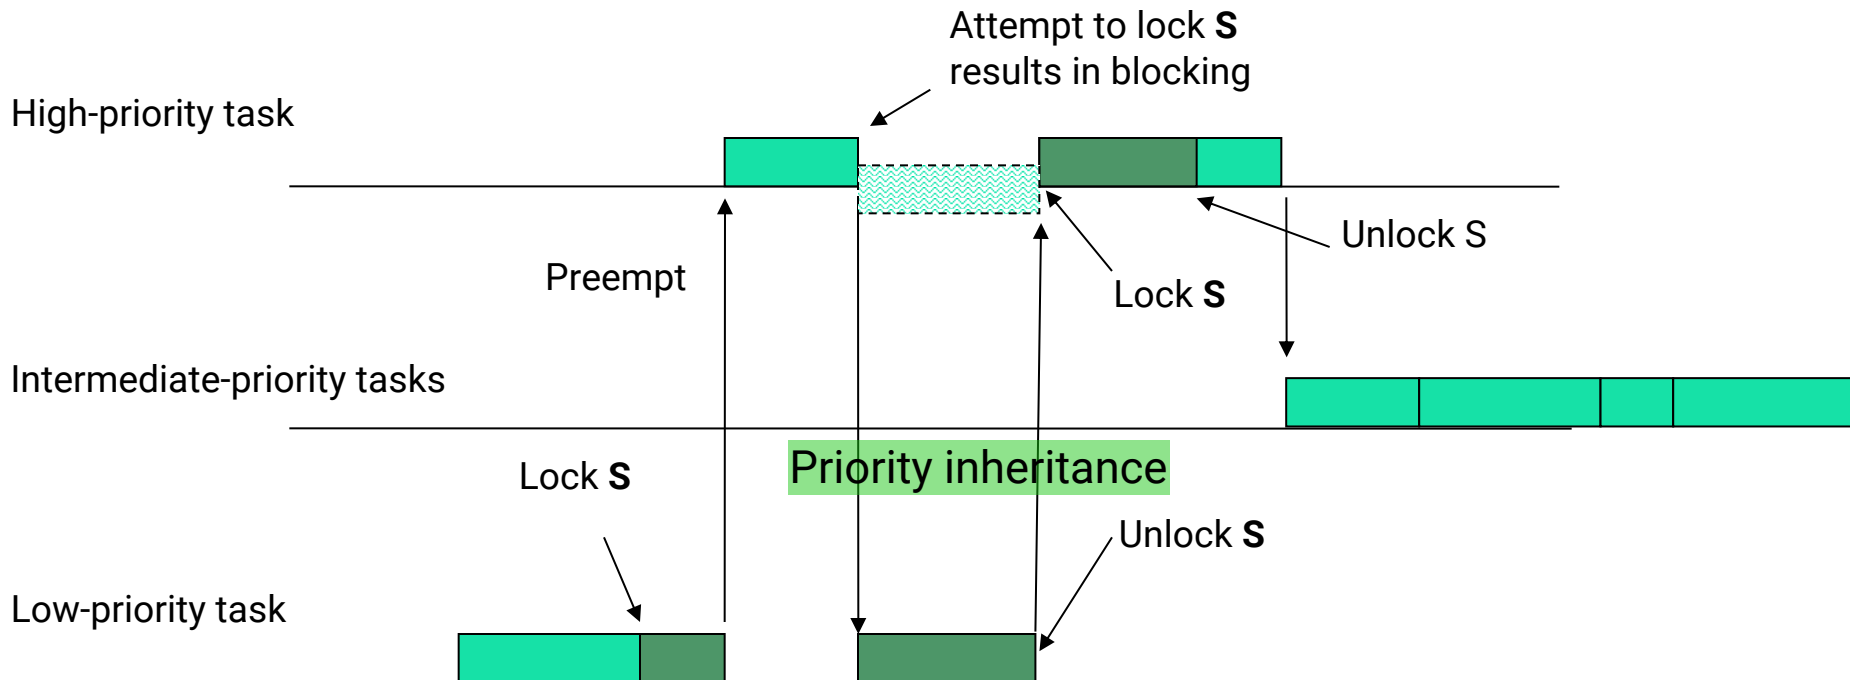 Attempt to lock S
results in blocking
High-priority task
Unlock S
Preempt
Lock S
Intermediate-priority tasks
Priority inheritance
Lock S
Unlock S
Low-priority task